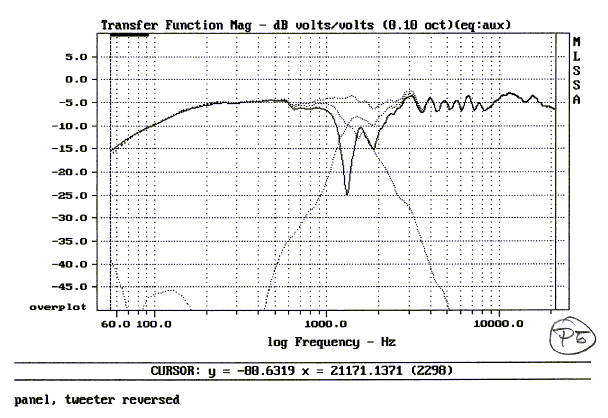 Transfer Function Mag - dB volts/volts (0.10 oct)(eq:aux)
MLSSA
5.0
0.0
-5.0
-10.0
-15.0
-20.0
-25.0
-30.0
-35.0
-40.0
-45.0
overplot
60.0 100.0 1000.0 10000.0
log Frequency - Hz
CURSOR: y = -80.6319 x = 21171.1371 (2298)
panel, tweeter reversed